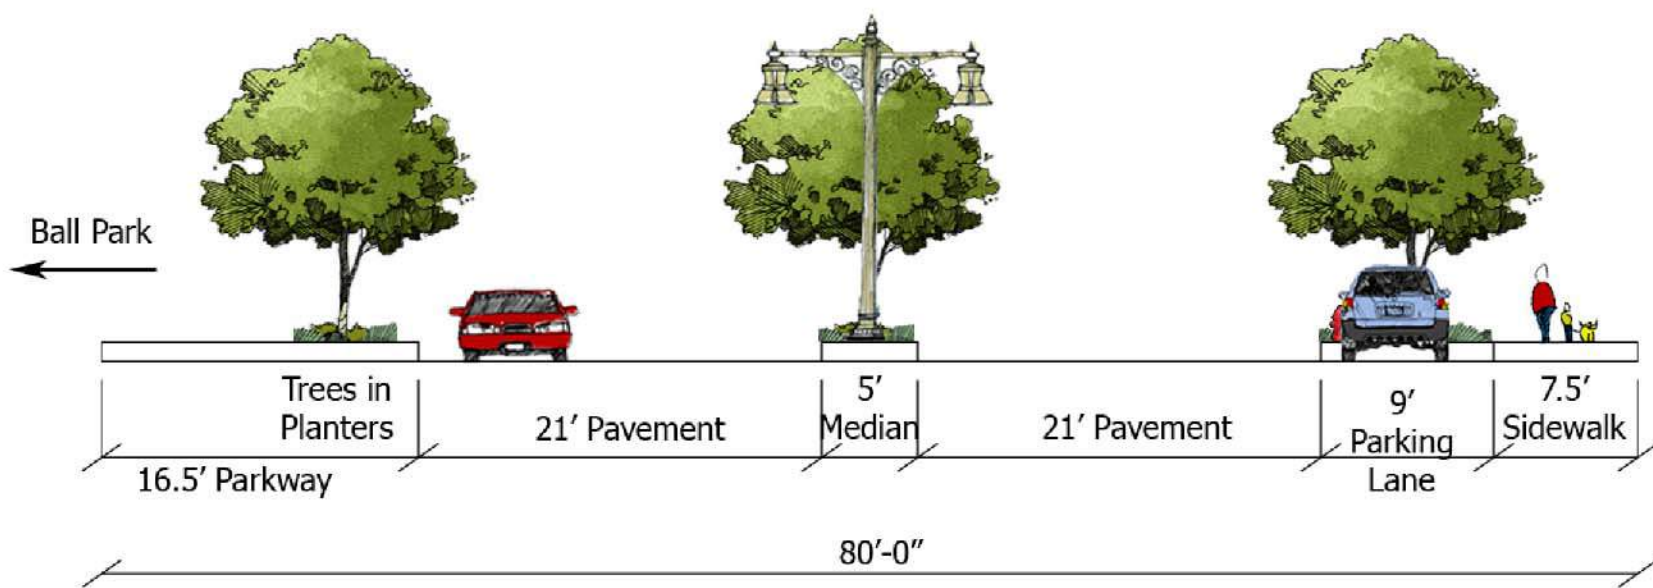 Ball Park
Trees in
Planters
16.5’ Parkway
21’ Pavement
5’
Median
21’ Pavement
9’
Parking
Lane
7.5’
Sidewalk
80’-0”